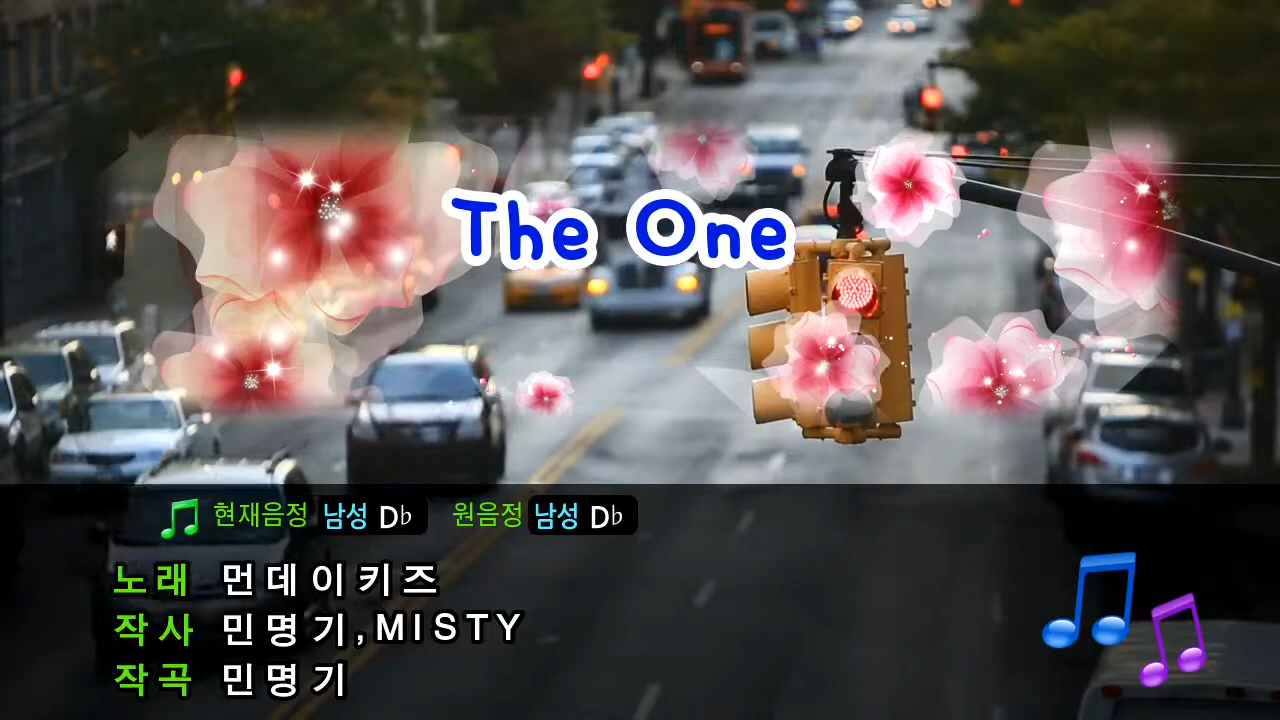 The One
현재음정 남성 D♭ 원음정 남성 D♭
노래 먼데이키즈
작사 민명기,MISTY
작곡 민명기